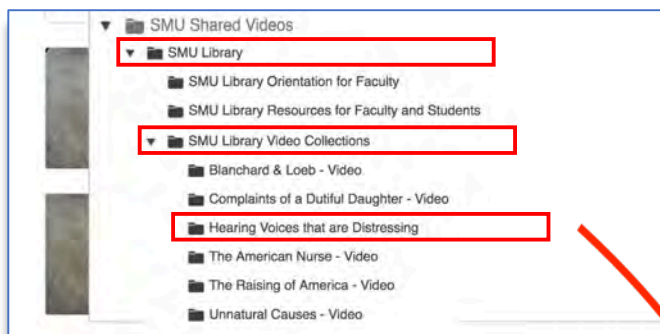 SMU Shared Videos
SMU Library
SMU Library Orientation for Faculty
SMU Library Resources for Faculty and Students
SMU Library Video Collections
Blanchard & Loeb - Video
Complaints of a Dutiful Daughter - Video
Hearing Voices that are Distressing
The American Nurse - Video
The Raising of America - Video
Unnatural Causes - Video